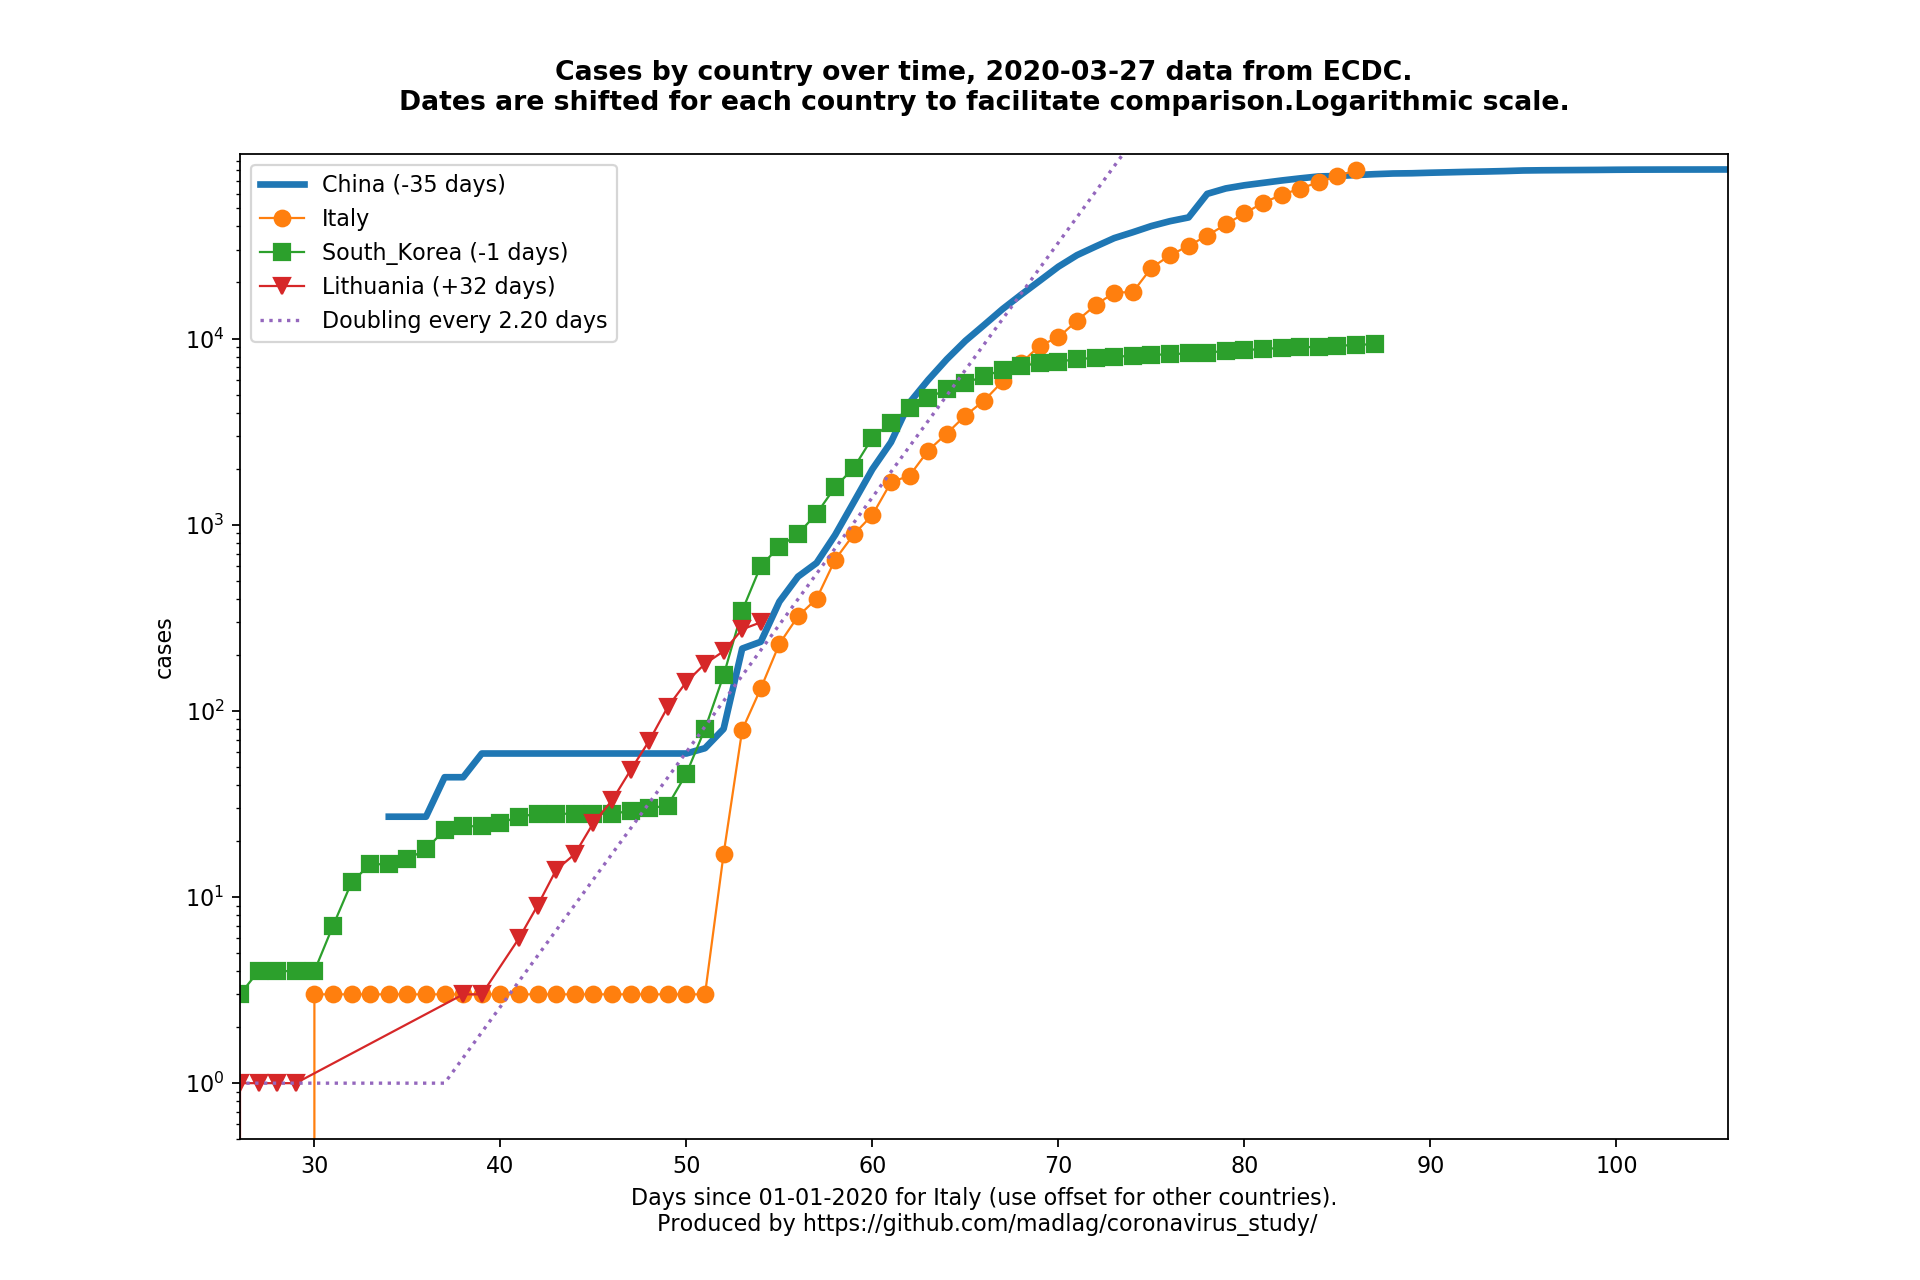 Cases by country over time, 2020-03-27 data from ECDC.
Dates are shifted for each country to facilitate comparison.Logarithmic scale.
China (-35 days)
Italy
South_Korea (-1 days)
Lithuania (+32 days)
Doubling every 2.20 days
10⁴
10³
10²
10¹
10⁰
cases
30 40 50 60 70 80 90 100
Days since 01-01-2020 for Italy (use offset for other countries).
Produced by https://github.com/madlag/coronavirus_study/